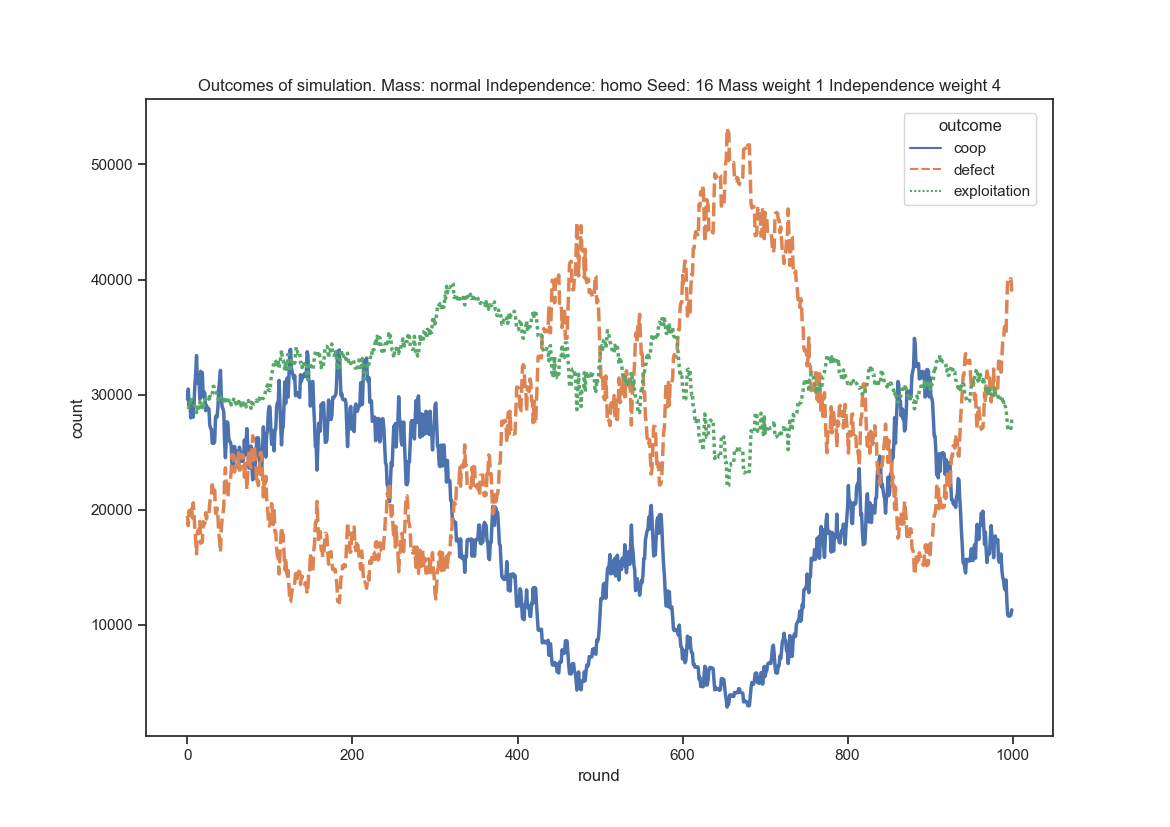 Outcomes of simulation. Mass: normal Independence: homo Seed: 16 Mass weight 1 Independence weight 4
outcome
coop
defect
exploitation
50000
40000
30000
20000
10000
count
0 200 400 600 800 1000
round